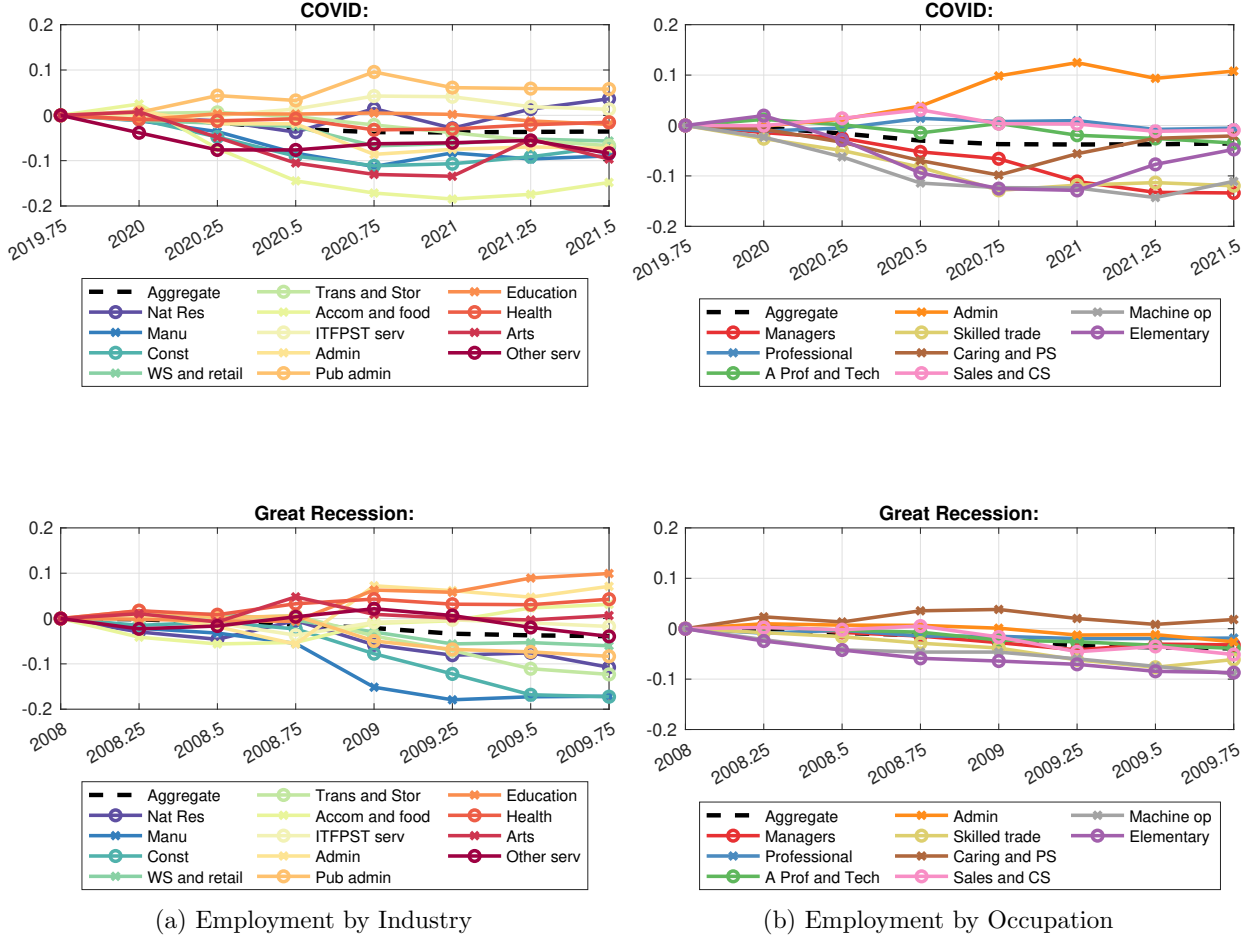 COVID:
0.2
0.1
0
-0.1
-0.2
2019.75
2020
2020.25
2020.5
2020.75
2021
2021.25
2021.5
Aggregate
Nat Res
Manu
Const
WS and retail
Trans and Stor
Accom and food
ITFPST serv
Admin
Pub admin
Education
Health
Arts
Other serv
COVID:
0.2
0.1
0
-0.1
-0.2
2019.75
2020
2020.25
2020.5
2020.75
2021
2021.25
2021.5
Aggregate
Managers
Professional
A Prof and Tech
Admin
Skilled trade
Caring and PS
Sales and CS
Machine op
Elementary
Great Recession:
0.2
0.1
0
-0.1
-0.2
2008
2008.25
2008.5
2008.75
2009
2009.25
2009.5
2009.75
Aggregate
Nat Res
Manu
Const
WS and retail
Trans and Stor
Accom and food
ITFPST serv
Admin
Pub admin
Education
Health
Arts
Other serv
(a) Employment by Industry
Great Recession:
0.2
0.1
0
-0.1
-0.2
2008
2008.25
2008.5
2008.75
2009
2009.25
2009.5
2009.75
Aggregate
Managers
Professional
A Prof and Tech
Admin
Skilled trade
Caring and PS
Sales and CS
Machine op
Elementary
(b) Employment by Occupation